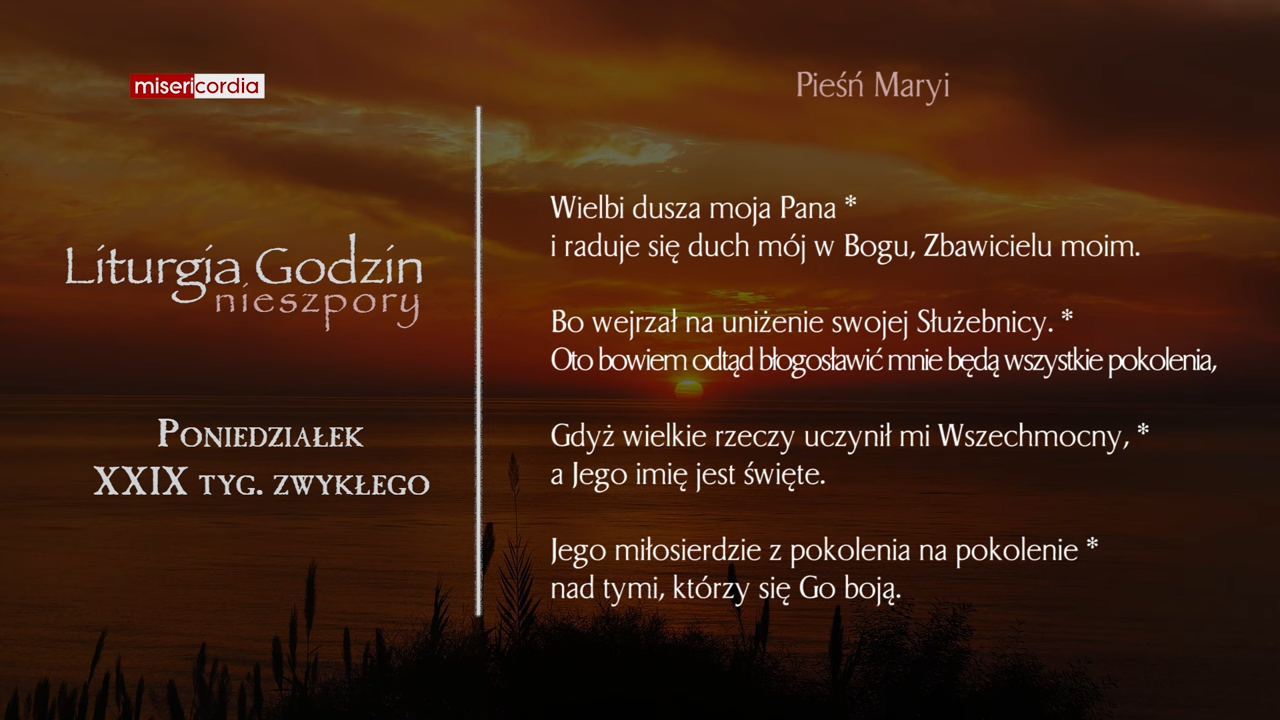 misericordia
Liturgia Godzin
nieszpory
Poniedziałek
XXIX tyg. zwykłego
Pieśń Maryi
Wielbi dusza moja Pana *
i raduje się duch mój w Bogu, Zbawicielu moim.
Bo wejrzał na uniżenie swojej Służebnicy. *
Oto bowiem odtąd błogosławić mnie będą wszystkie pokolenia,
Gdyż wielkie rzeczy uczynił mi Wszechmocny, *
a Jego imię jest święte.
Jego miłosierdzie z pokolenia na pokolenie *
nad tymi, którzy się Go boją.